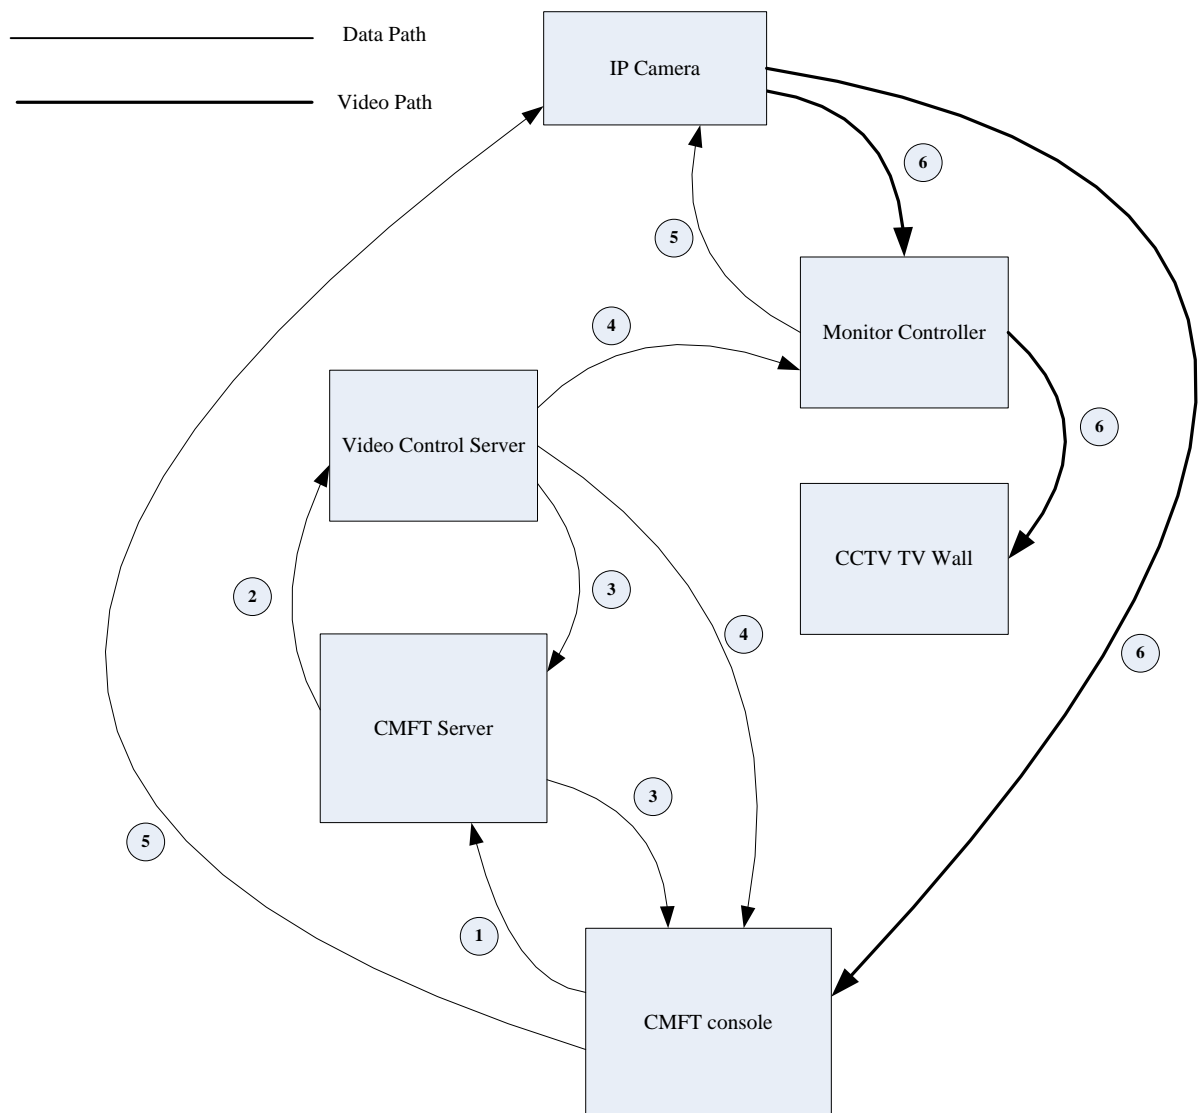 Data Path
Video Path
IP Camera
6
5
4
Monitor Controller
Video Control Server
6
CCTV TV Wall
2
3
4
6
CMFT Server
3
5
1
CMFT console